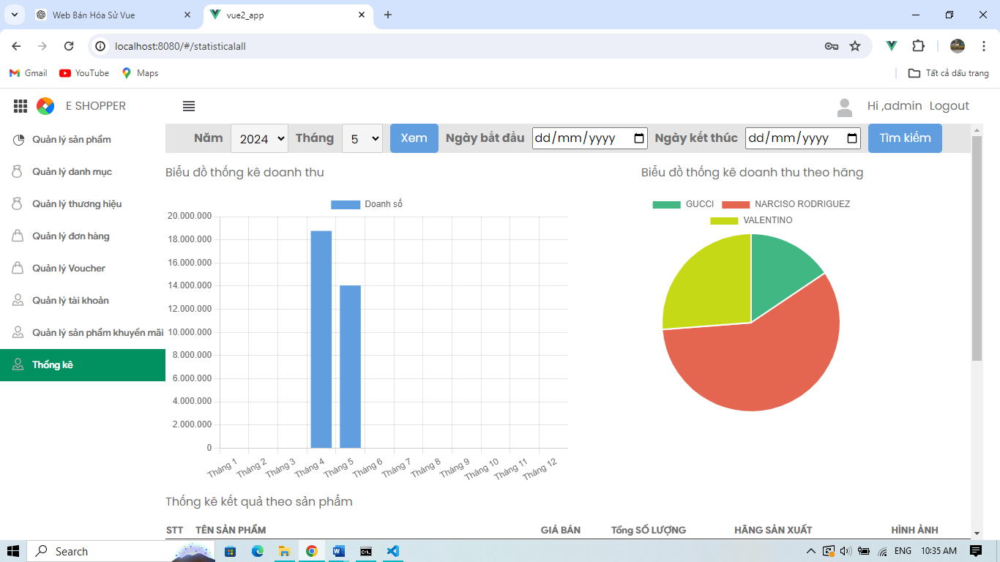 Web Bán Hóa Sử Vue
vue2_app
localhost:8080/#/statisticalall
Gmail YouTube Maps Tất cả dấu trang
E SHOPPER Hi ,admin Logout
Quản lý sản phẩm
Quản lý danh mục
Quản lý thương hiệu
Quản lý đơn hàng
Quản lý Voucher
Quản lý tài khoản
Quản lý sản phẩm khuyến mãi
Thống kê
Năm 2024 Tháng 5 Xem Ngày bắt đầu dd/mm/yyyy Ngày kết thúc dd/mm/yyyy Tìm kiếm
Biểu đồ thống kê doanh thu
Doanh số
20.000.000
18.000.000
16.000.000
14.000.000
12.000.000
10.000.000
8.000.000
6.000.000
4.000.000
2.000.000
0
Tháng 1 Tháng 2 Tháng 3 Tháng 4 Tháng 5 Tháng 6 Tháng 7 Tháng 8 Tháng 9 Tháng 10 Tháng 11 Tháng 12
Biểu đồ thống kê doanh thu theo hãng
GUCCI NARCISO RODRIGUEZ
VALENTINO
Thống kê kết quả theo sản phẩm
STT TÊN SẢN PHẨM GIÁ BÁN Tổng SỐ LƯỢNG HÃNG SẢN XUẤT HÌNH ẢNH
Search ENG 10:35 AM